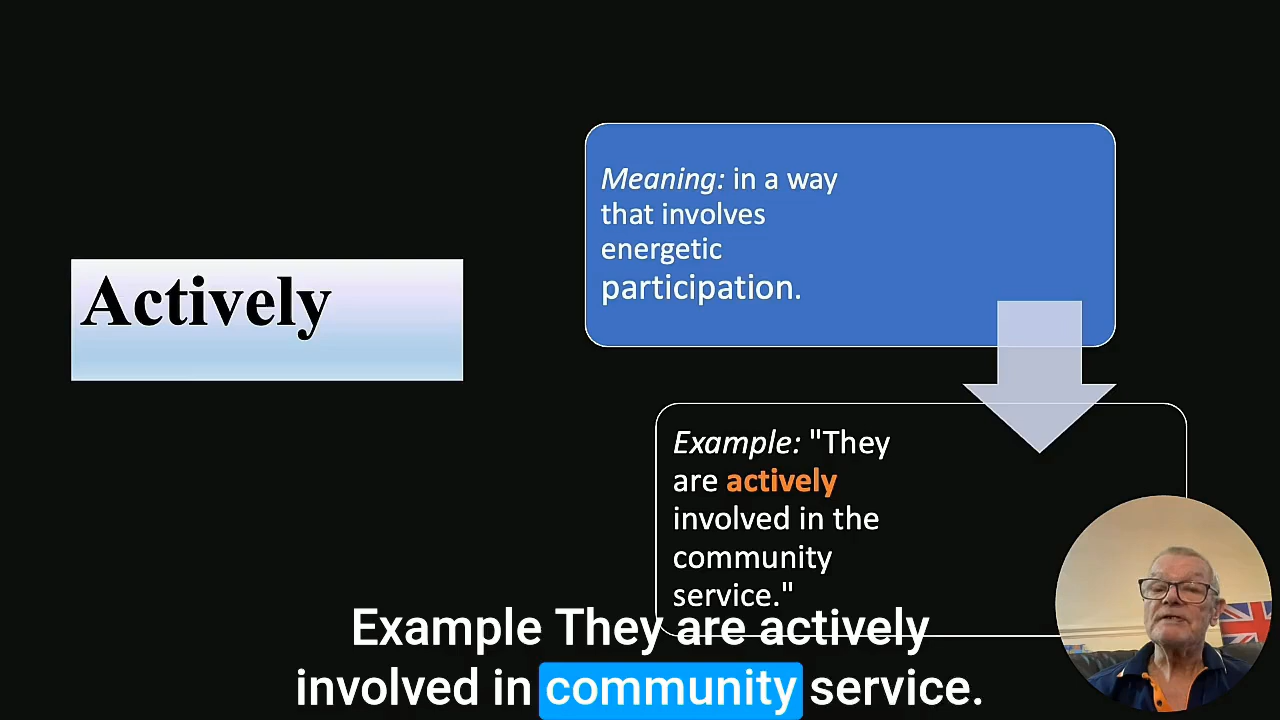 Actively
Meaning: in a way
that involves
energetic
participation.
Example: "They
are actively
involved in the
community
service."
Example They are actively
involved in community service.